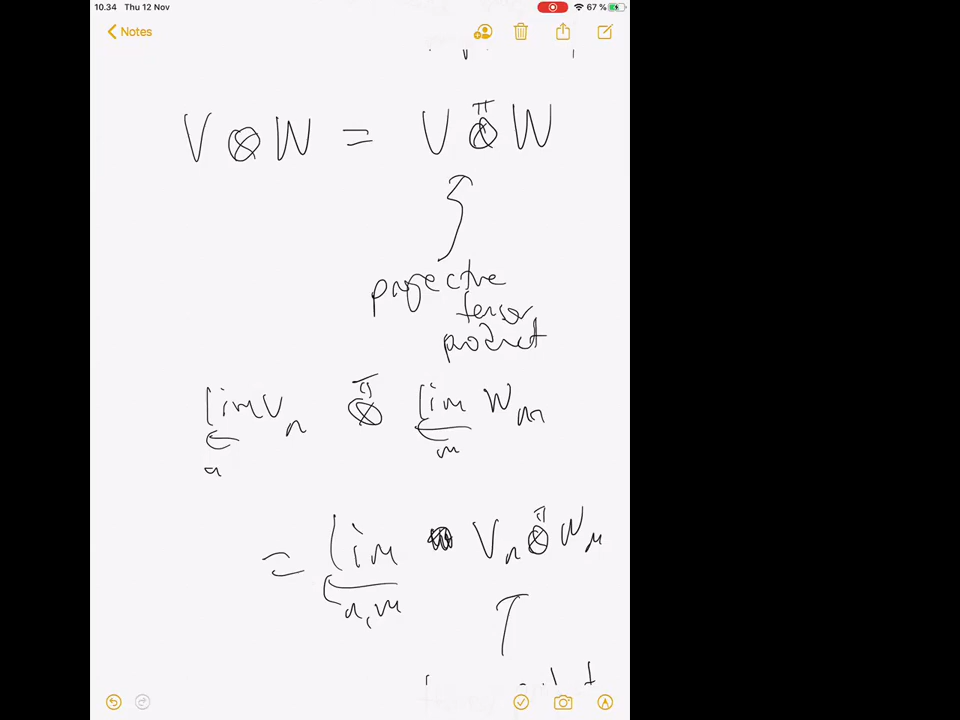 10.34 Thu 12 Nov 67 %
Notes
V ⊗ W = V ⊗^π W
projective
tensor
product
lim V_n ⊗^π lim W_m
n m
= lim V_n ⊗^π W_m
n, m